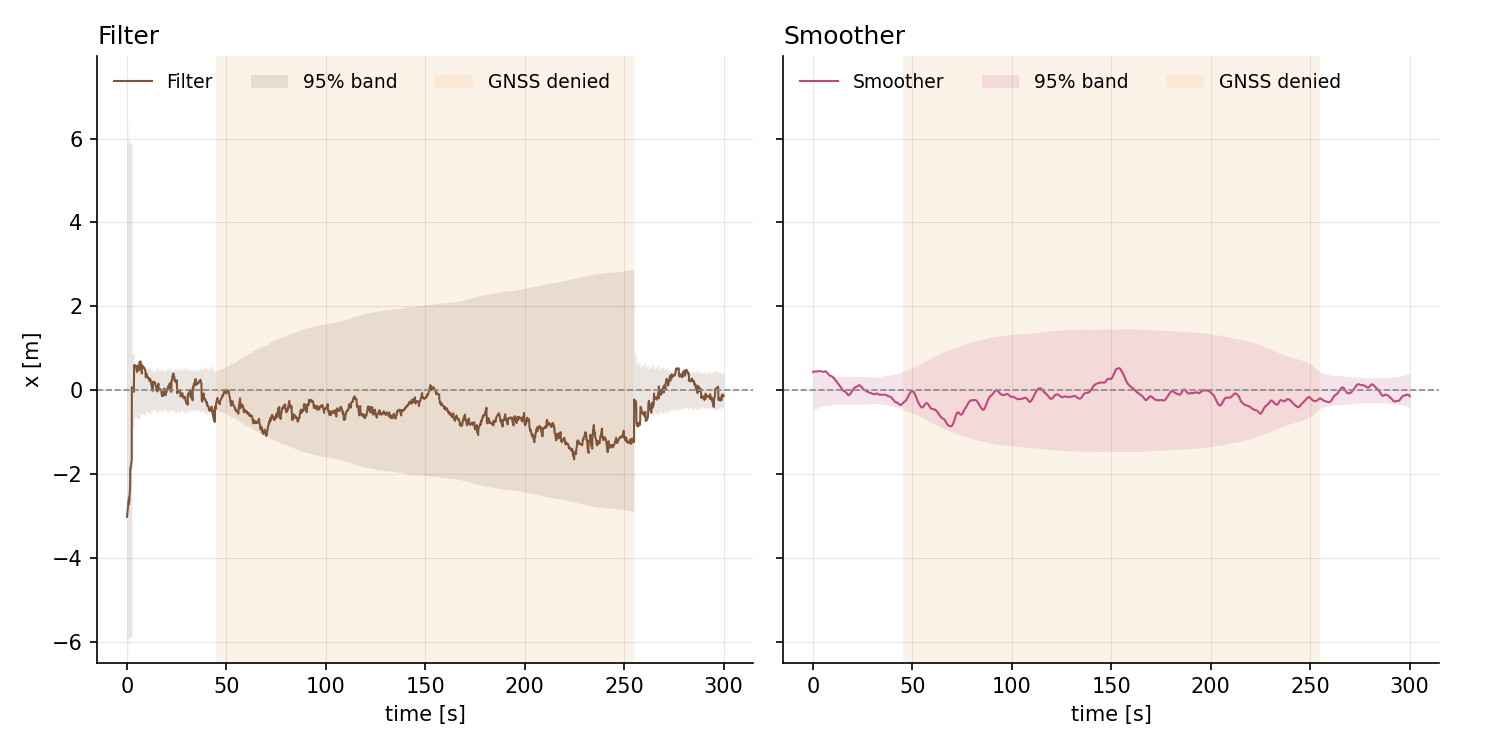 Filter
Filter 95% band GNSS denied
x [m]
6
4
2
0
−2
−4
−6
0 50 100 150 200 250 300
time [s]
Smoother
Smoother 95% band GNSS denied
0 50 100 150 200 250 300
time [s]